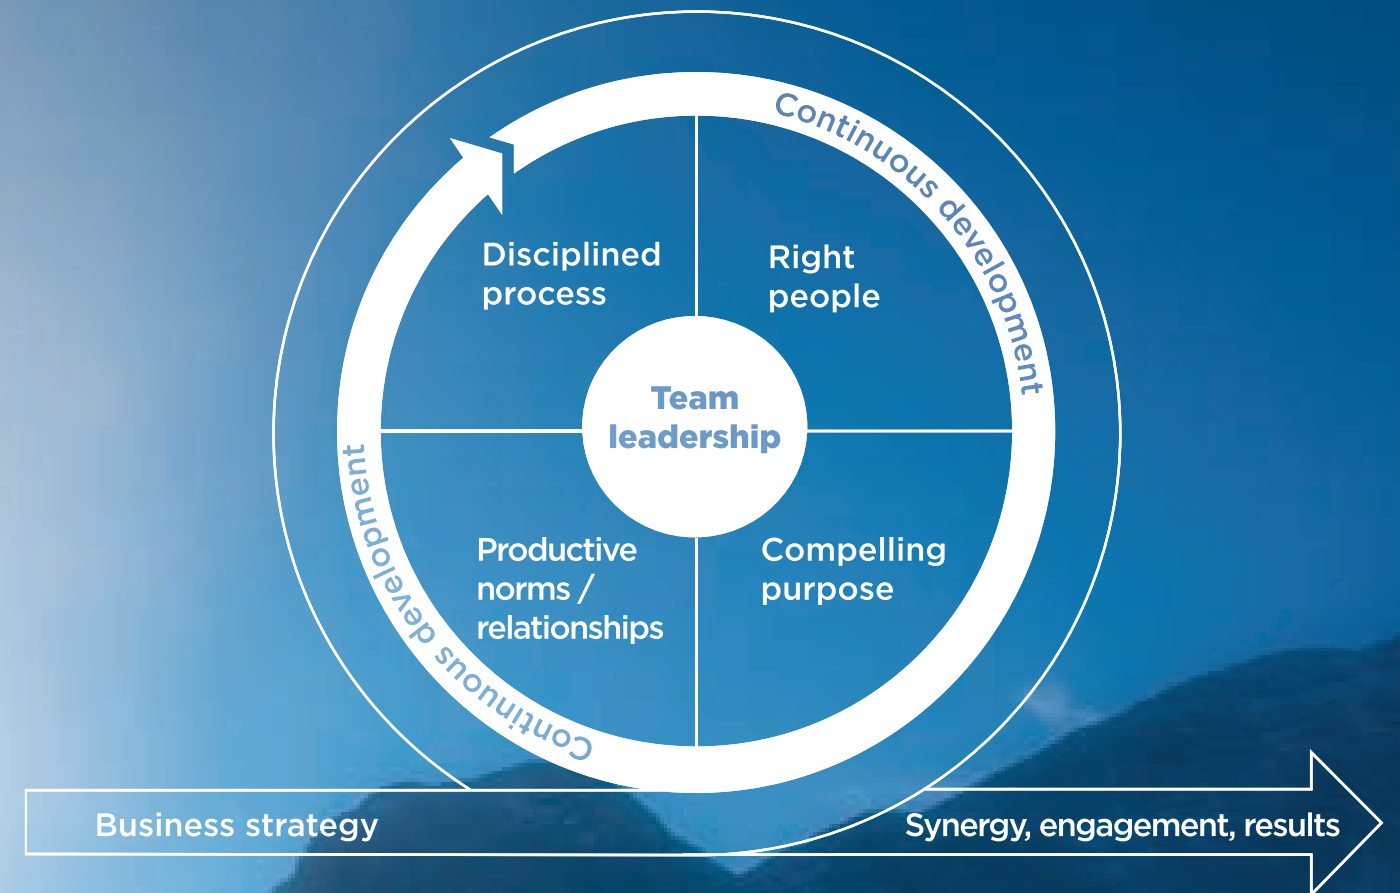 Continuous development
Disciplined
process
Right
people
Team
leadership
Productive
norms /
relationships
Compelling
purpose
Continuous development
Business strategy
Synergy, engagement, results